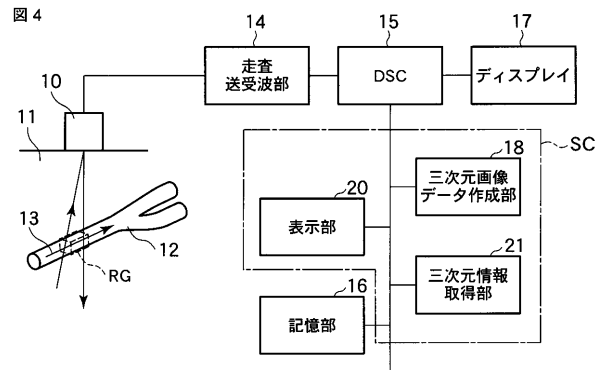 図4
14
15
17
走査
送受波部
DSC
ディスプレイ
10
11
13
12
RG
SC
18
三次元画像
データ作成部
20
表示部
21
三次元情報
取得部
16
記憶部